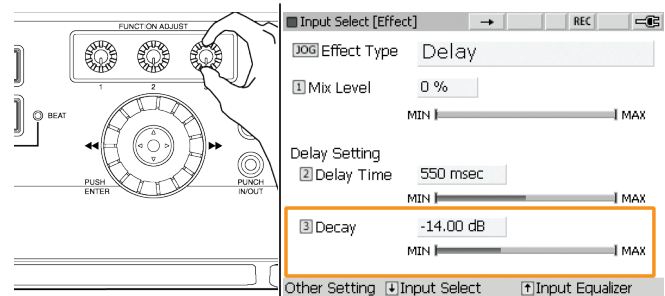 FUNCTION ADJUST
1 2
BEAT
PUSH
ENTER
PUNCH
IN/OUT
Input Select [Effect] → REC
JOG Effect Type Delay
1 Mix Level 0 %
MIN MAX
Delay Setting
2 Delay Time 550 msec
MIN MAX
3 Decay -14.00 dB
MIN MAX
Other Setting ↓Input Select ↑Input Equalizer